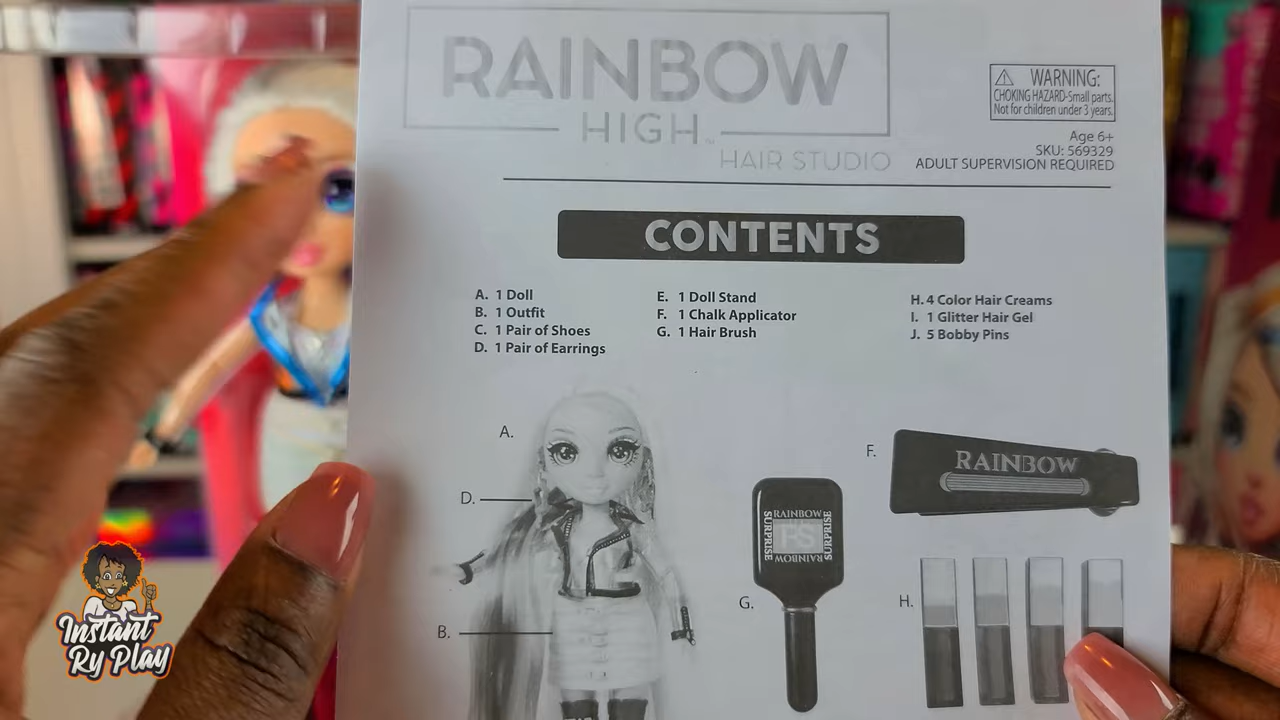 RAINBOW
HIGH™
HAIR STUDIO
WARNING:
CHOKING HAZARD-Small parts.
Not for children under 3 years.
Age 6+
SKU: 569329
ADULT SUPERVISION REQUIRED
CONTENTS
A. 1 Doll
B. 1 Outfit
C. 1 Pair of Shoes
D. 1 Pair of Earrings
E. 1 Doll Stand
F. 1 Chalk Applicator
G. 1 Hair Brush
H. 4 Color Hair Creams
I. 1 Glitter Hair Gel
J. 5 Bobby Pins
A.
D.
B.
G.
RAINBOW
SURPRISE
SURPRISE
RAINBOW
F.
RAINBOW
H.
Instant
Ry Play